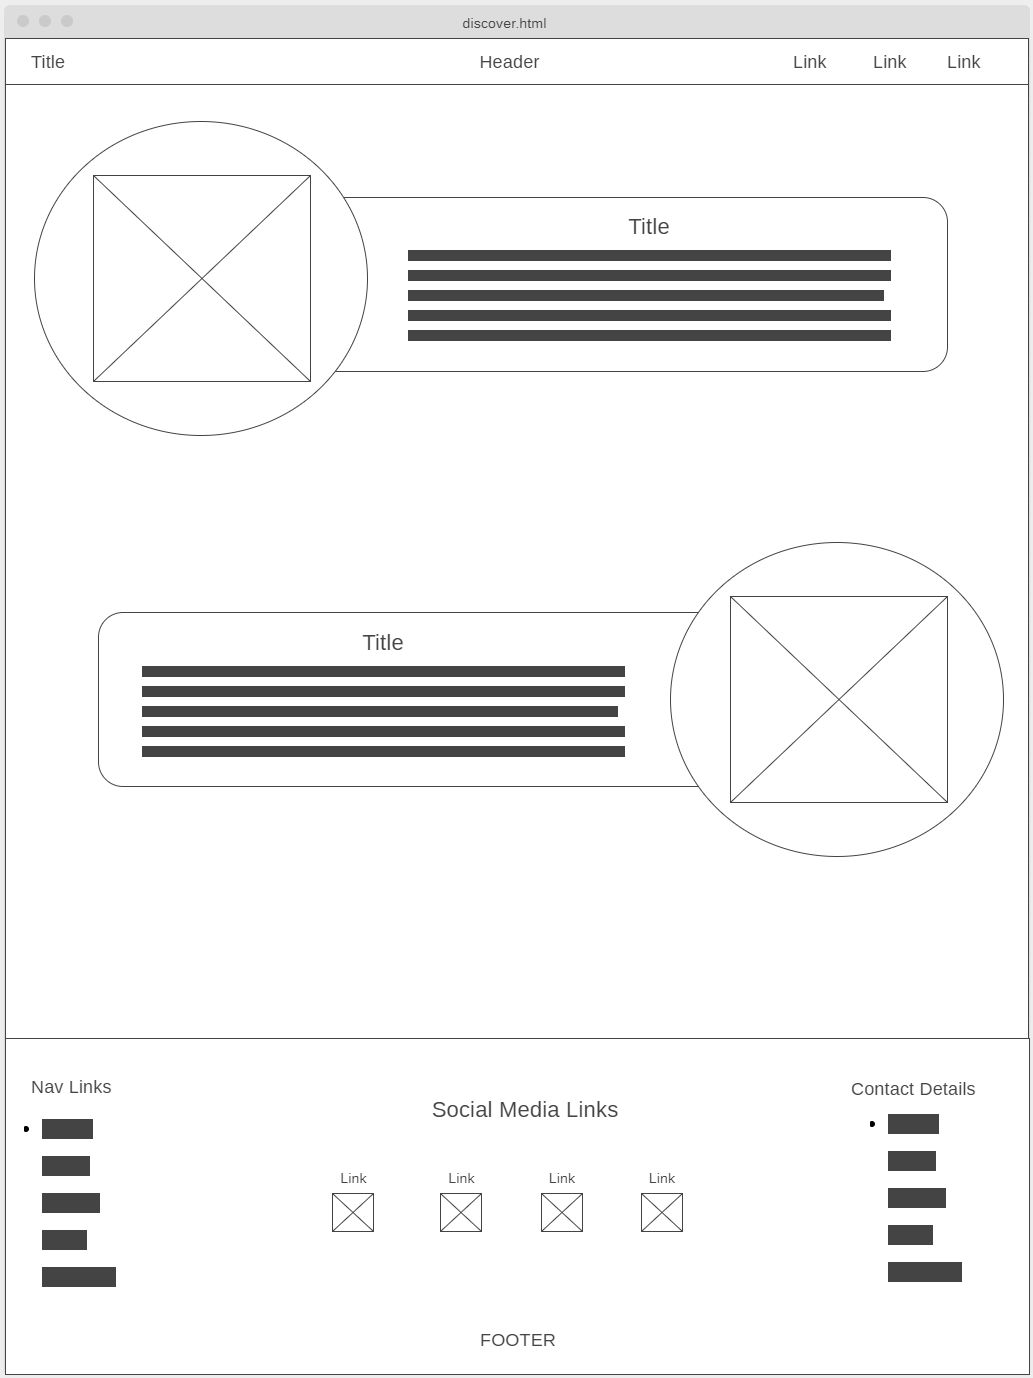 discover.html
Title Header Link Link Link
Title
Title
Nav Links
Social Media Links
Link Link Link Link
Contact Details
FOOTER